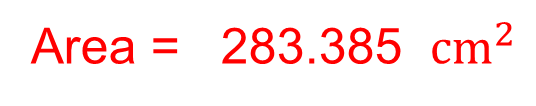 Area = 283.385 cm²